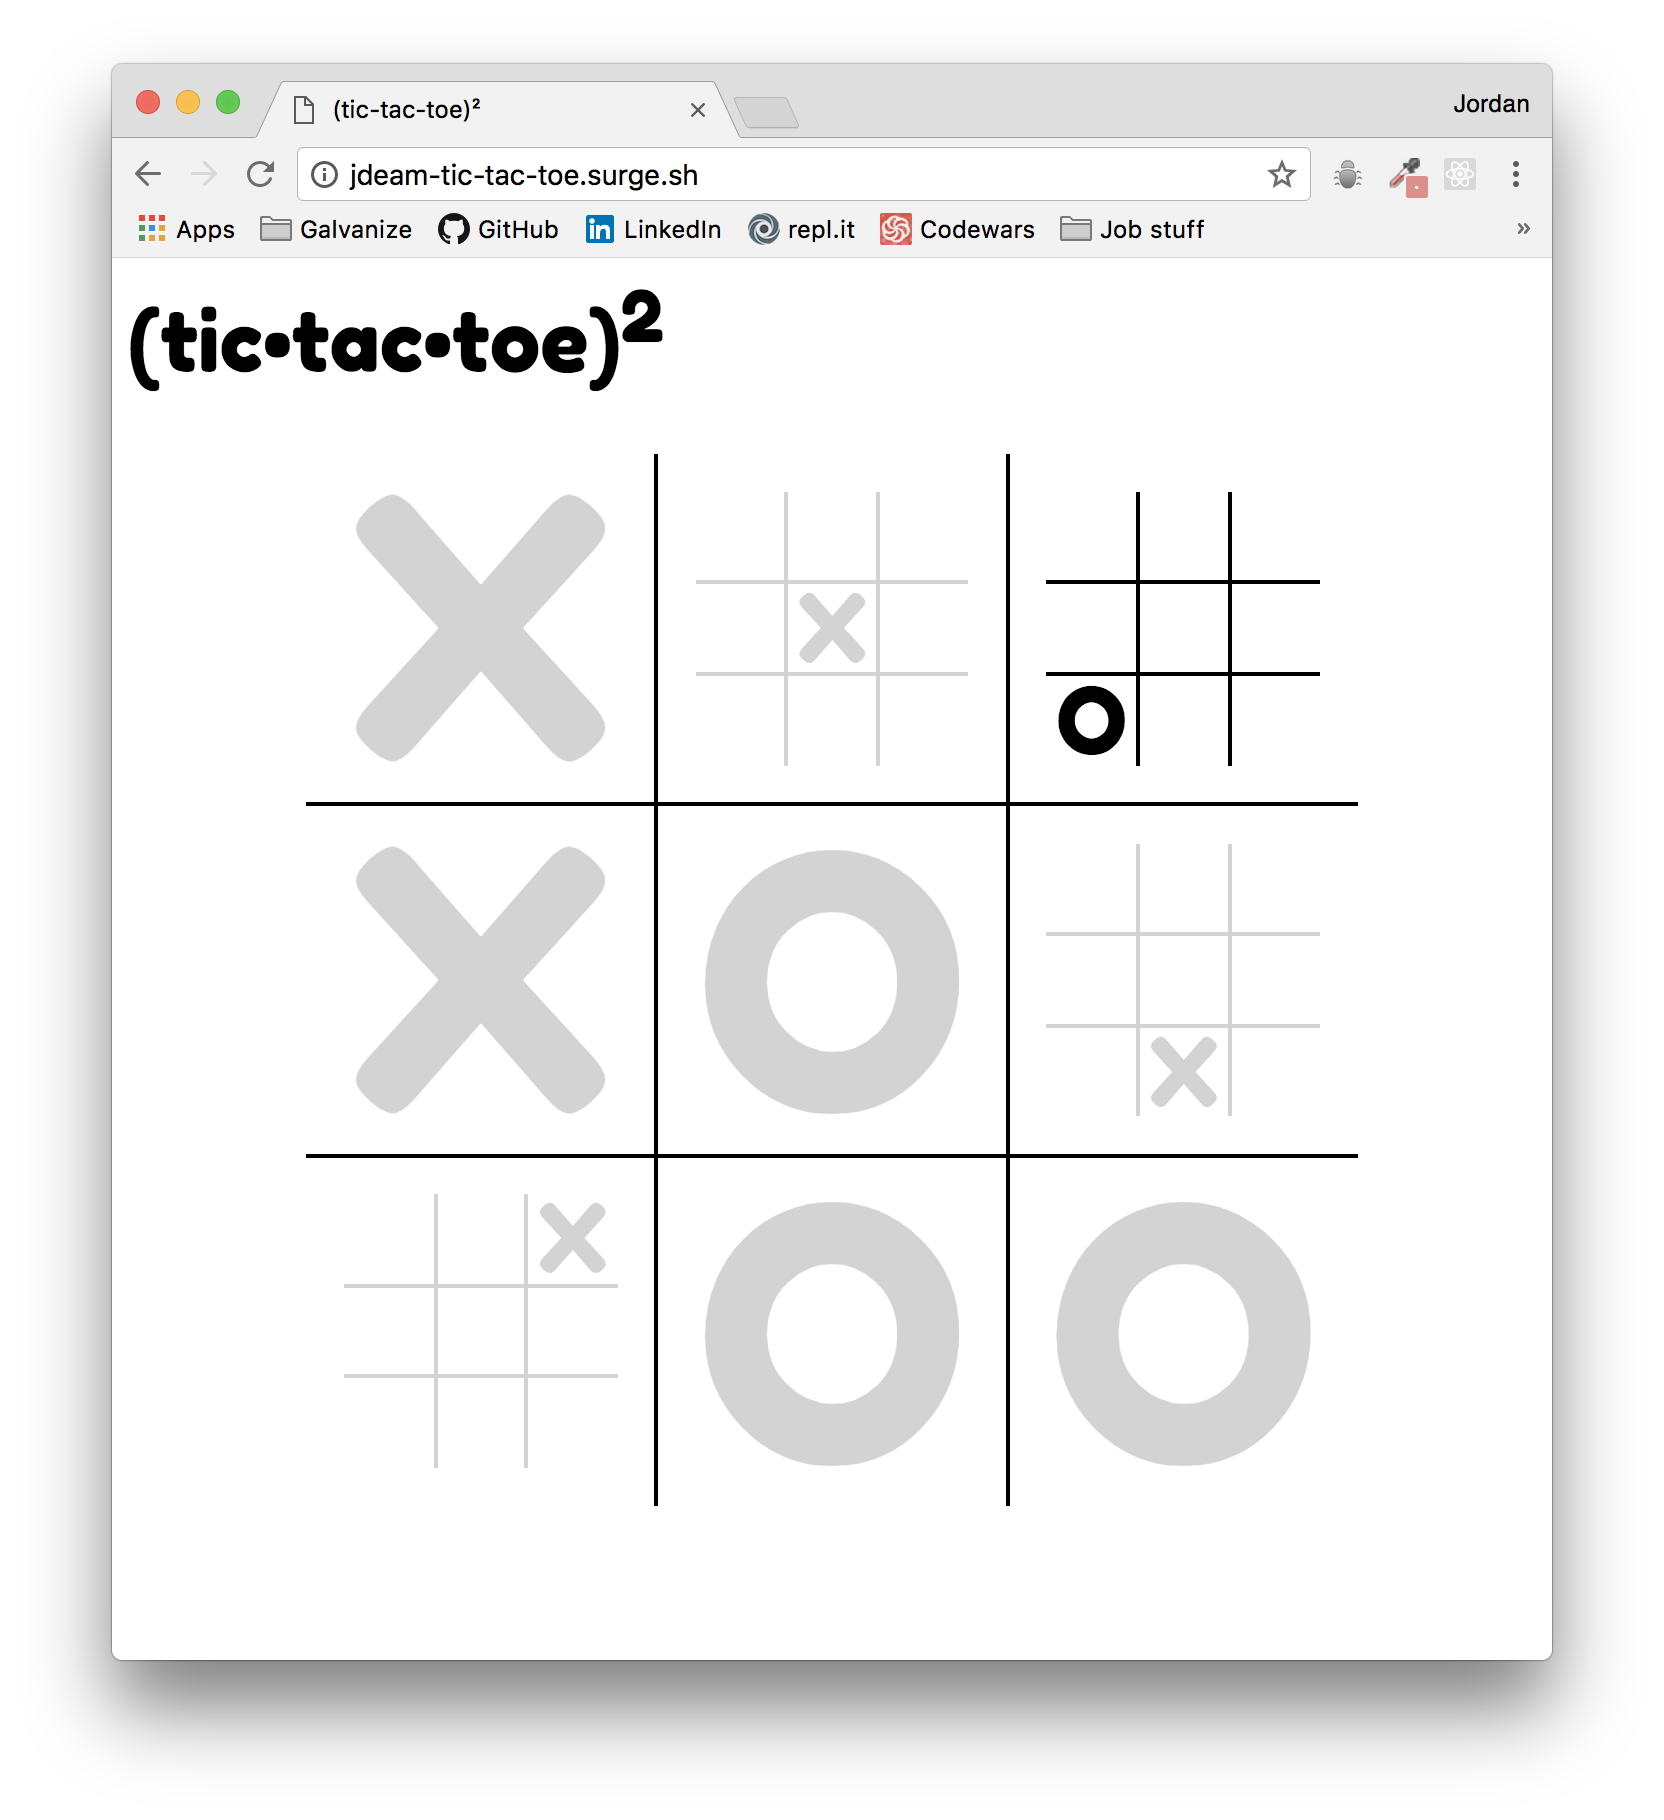 (tic-tac-toe)²
Jordan
jdeam-tic-tac-toe.surge.sh
Apps Galvanize GitHub LinkedIn repl.it Codewars Job stuff »
(tic•tac•toe)²
X X O
X O X
X O O